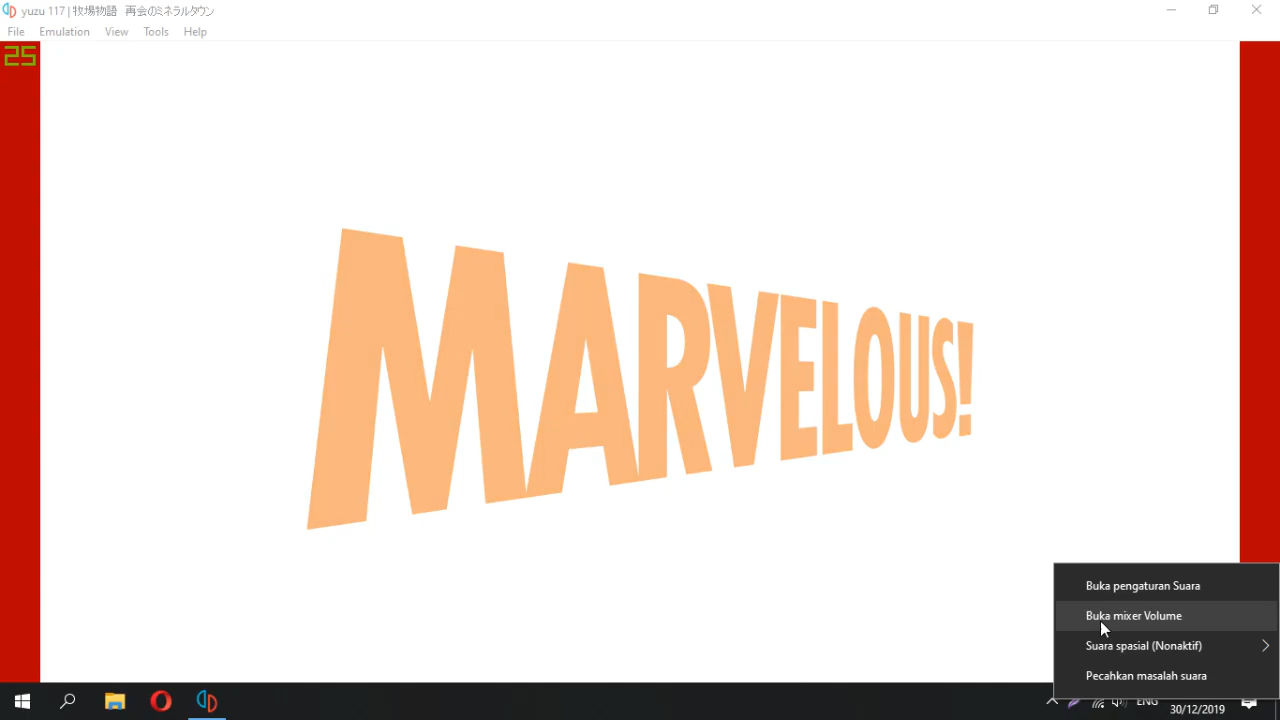 yuzu 117 | 牧場物語 再会のミネラルタウン
File Emulation View Tools Help
25
MARVELOUS!
Buka pengaturan Suara
Buka mixer Volume
Suara spasial (Nonaktif)
Pecahkan masalah suara
ENG
30/12/2019